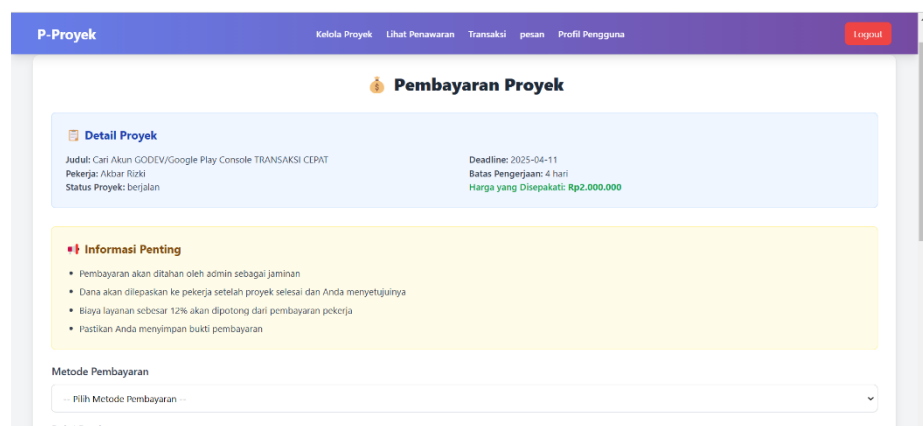 P-Proyek
Kelola Proyek Lihat Penawaran Transaksi pesan Profil Pengguna
Logout
Pembayaran Proyek
Detail Proyek
Judul: Cari Akun GODEV/Google Play Console TRANSAKSI CEPAT
Pekerja: Akbar Rizki
Status Proyek: berjalan
Deadline: 2025-04-11
Batas Pengerjaan: 4 hari
Harga yang Disepakati: Rp2.000.000
Informasi Penting
• Pembayaran akan ditahan oleh admin sebagai jaminan
• Dana akan dilepaskan ke pekerja setelah proyek selesai dan Anda menyetujuinya
• Biaya layanan sebesar 12% akan dipotong dari pembayaran pekerja
• Pastikan Anda menyimpan bukti pembayaran
Metode Pembayaran
-- Pilih Metode Pembayaran --